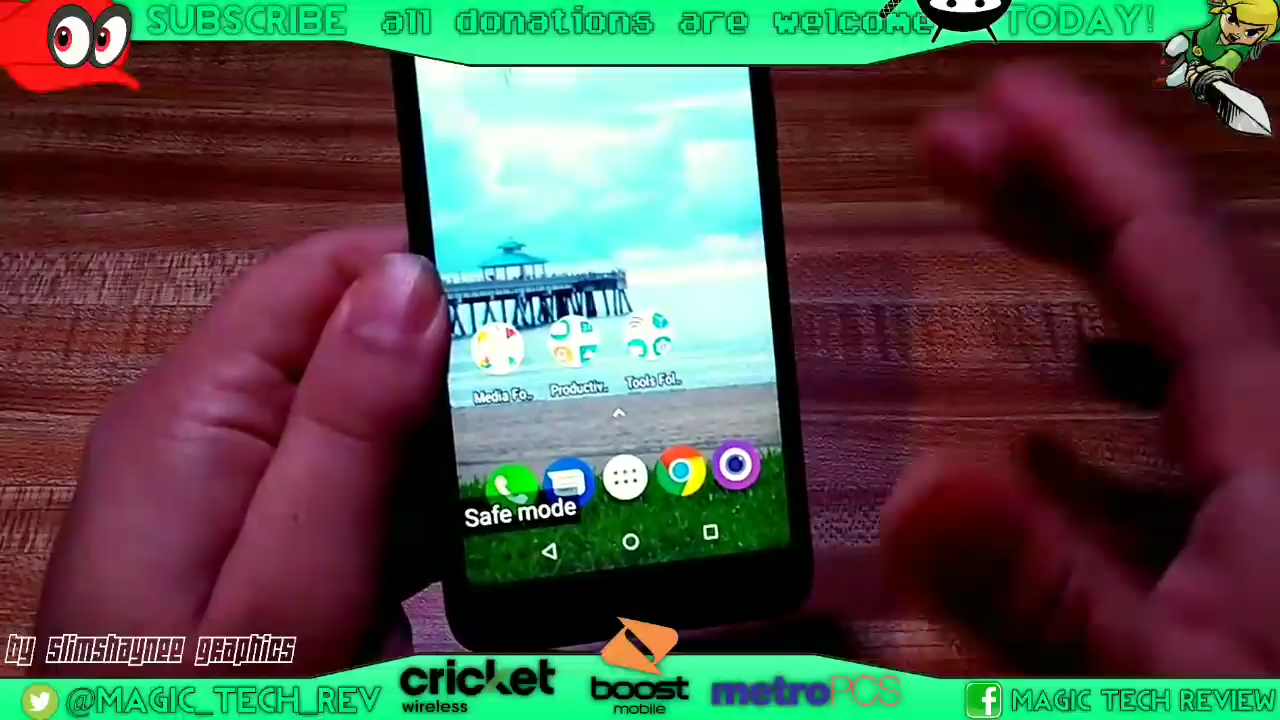 SUBSCRIBE all donations are welcome TODAY!
Media Fo..
Productiv..
Tools Fol..
Safe mode
by slimshaynee graphics
@MAGIC_TECH_REV
cricket
wireless
boost
mobile
metroPCS
f MAGIC TECH REVIEW